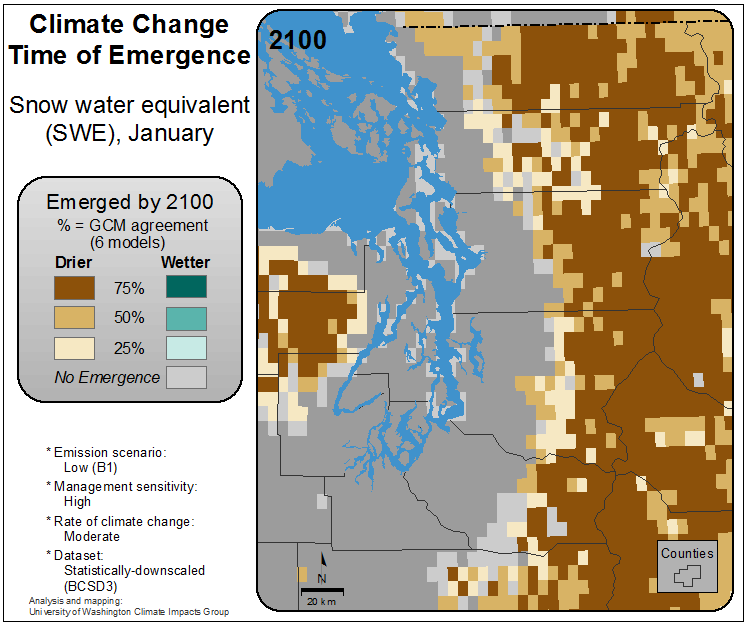 Climate Change
Time of Emergence
Snow water equivalent
(SWE), January
Emerged by 2100
% = GCM agreement
(6 models)
Drier Wetter
75%
50%
25%
No Emergence
* Emission scenario:
Low (B1)
* Management sensitivity:
High
* Rate of climate change:
Moderate
* Dataset:
Statistically-downscaled
(BCSD3)
Analysis and mapping:
University of Washington Climate Impacts Group
2100
N
20 km
Counties